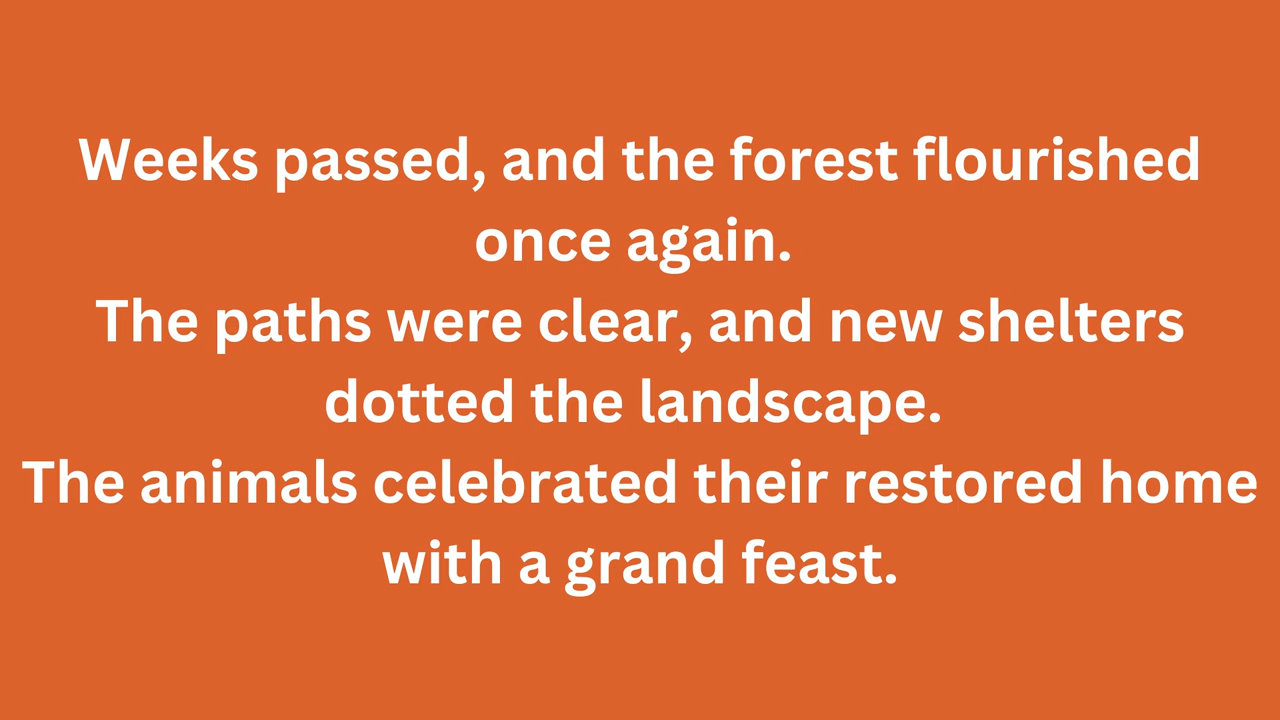 Weeks passed, and the forest flourished
once again.
The paths were clear, and new shelters
dotted the landscape.
The animals celebrated their restored home
with a grand feast.